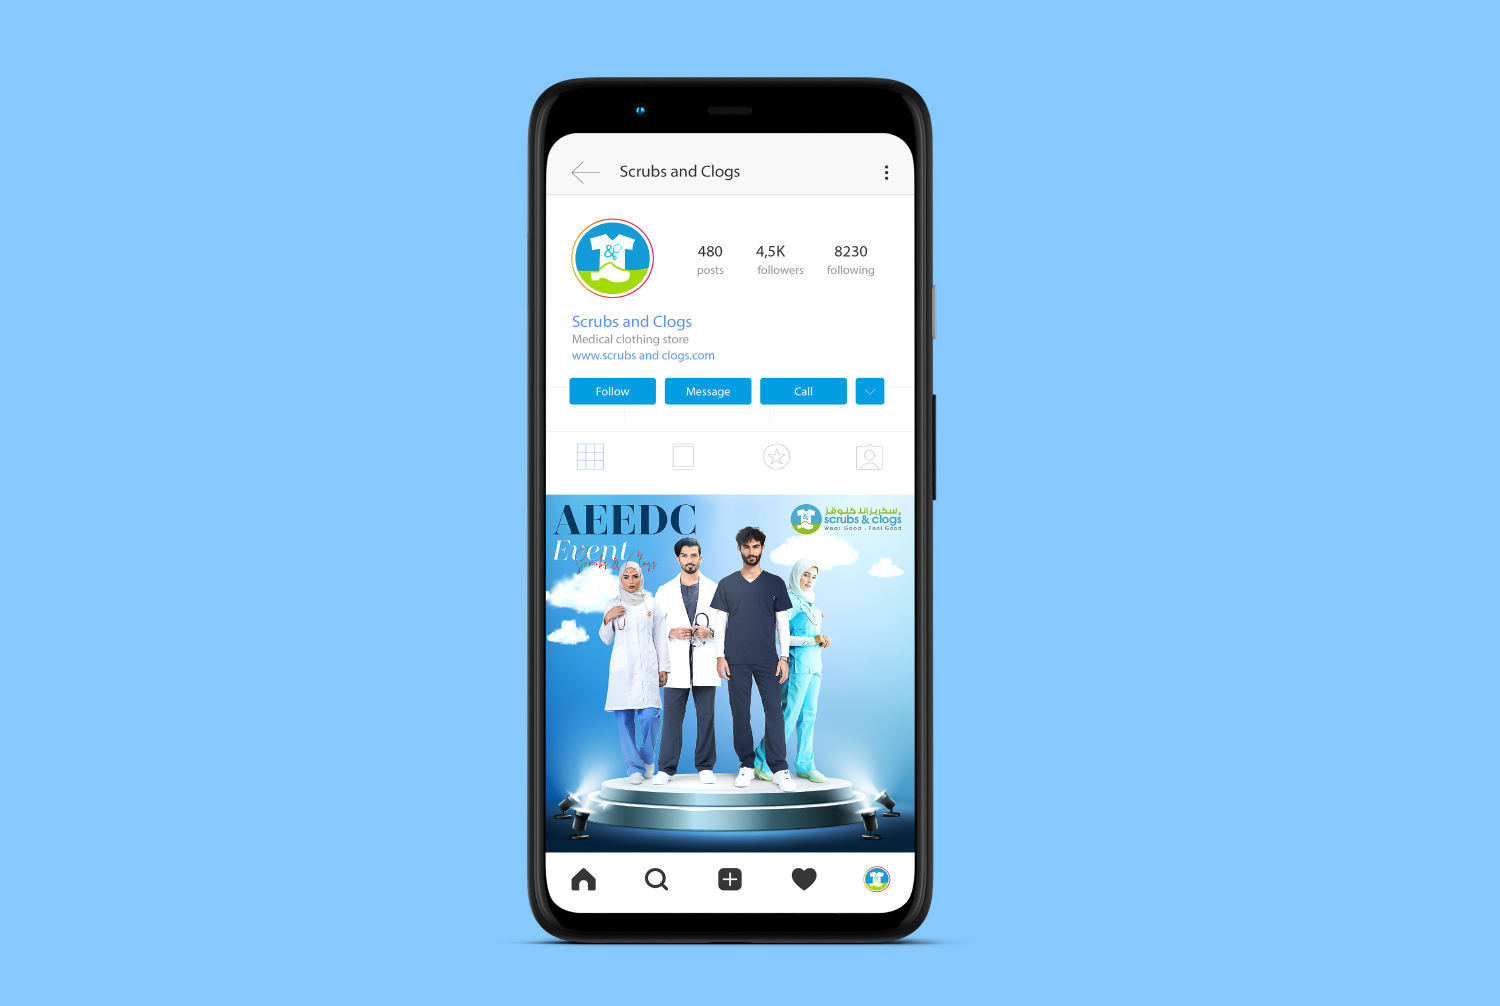 Scrubs and Clogs
&
480 4,5K 8230
posts followers following
Scrubs and Clogs
Medical clothing store
www.scrubs and clogs.com
Follow Message Call
AEEDC
Event
Scrubs & Clogs
سكربز اند كلوقز
scrubs & clogs
Wear Good . Feel Good